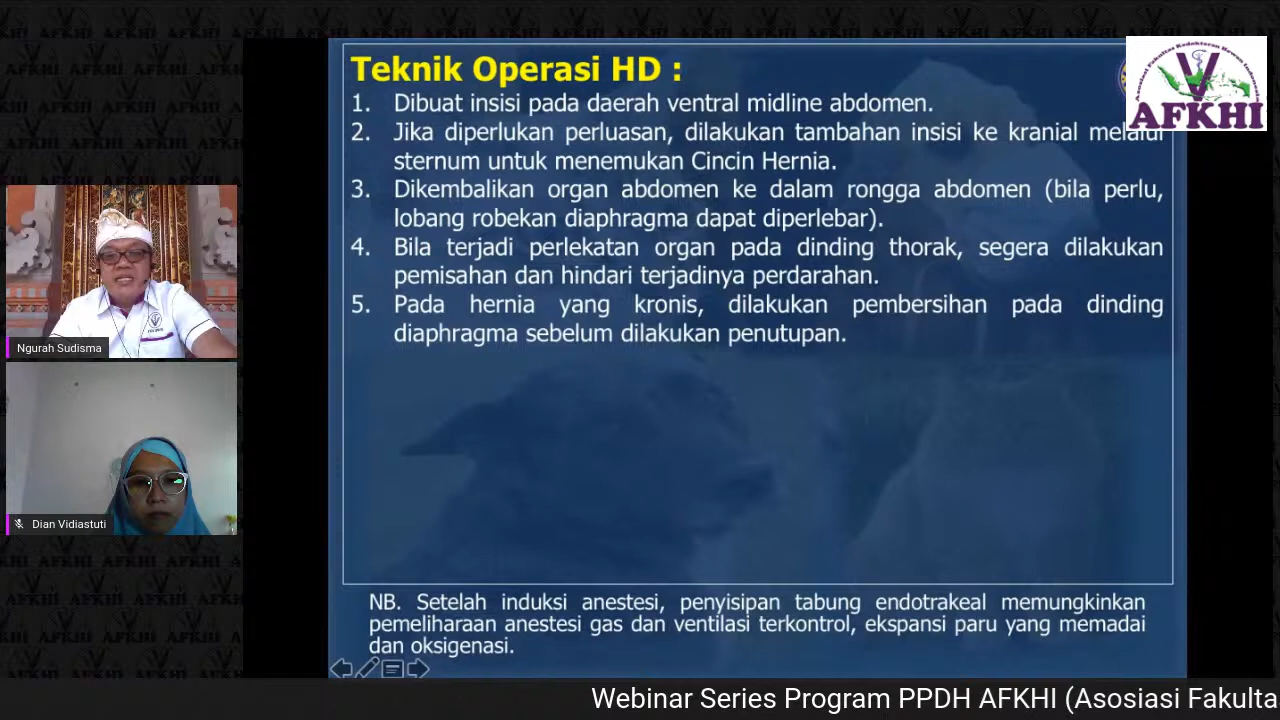 Teknik Operasi HD :
1. Dibuat insisi pada daerah ventral midline abdomen.
2. Jika diperlukan perluasan, dilakukan tambahan insisi ke kranial melalui
sternum untuk menemukan Cincin Hernia.
3. Dikembalikan organ abdomen ke dalam rongga abdomen (bila perlu,
lobang robekan diaphragma dapat diperlebar).
4. Bila terjadi perlekatan organ pada dinding thorak, segera dilakukan
pemisahan dan hindari terjadinya perdarahan.
5. Pada hernia yang kronis, dilakukan pembersihan pada dinding
diaphragma sebelum dilakukan penutupan.
NB. Setelah induksi anestesi, penyisipan tabung endotrakeal memungkinkan
pemeliharaan anestesi gas dan ventilasi terkontrol, ekspansi paru yang memadai
dan oksigenasi.
AFKHI
Ngurah Sudisma
Dian Vidiastuti
Webinar Series Program PPDH AFKHI (Asosiasi Fakulta